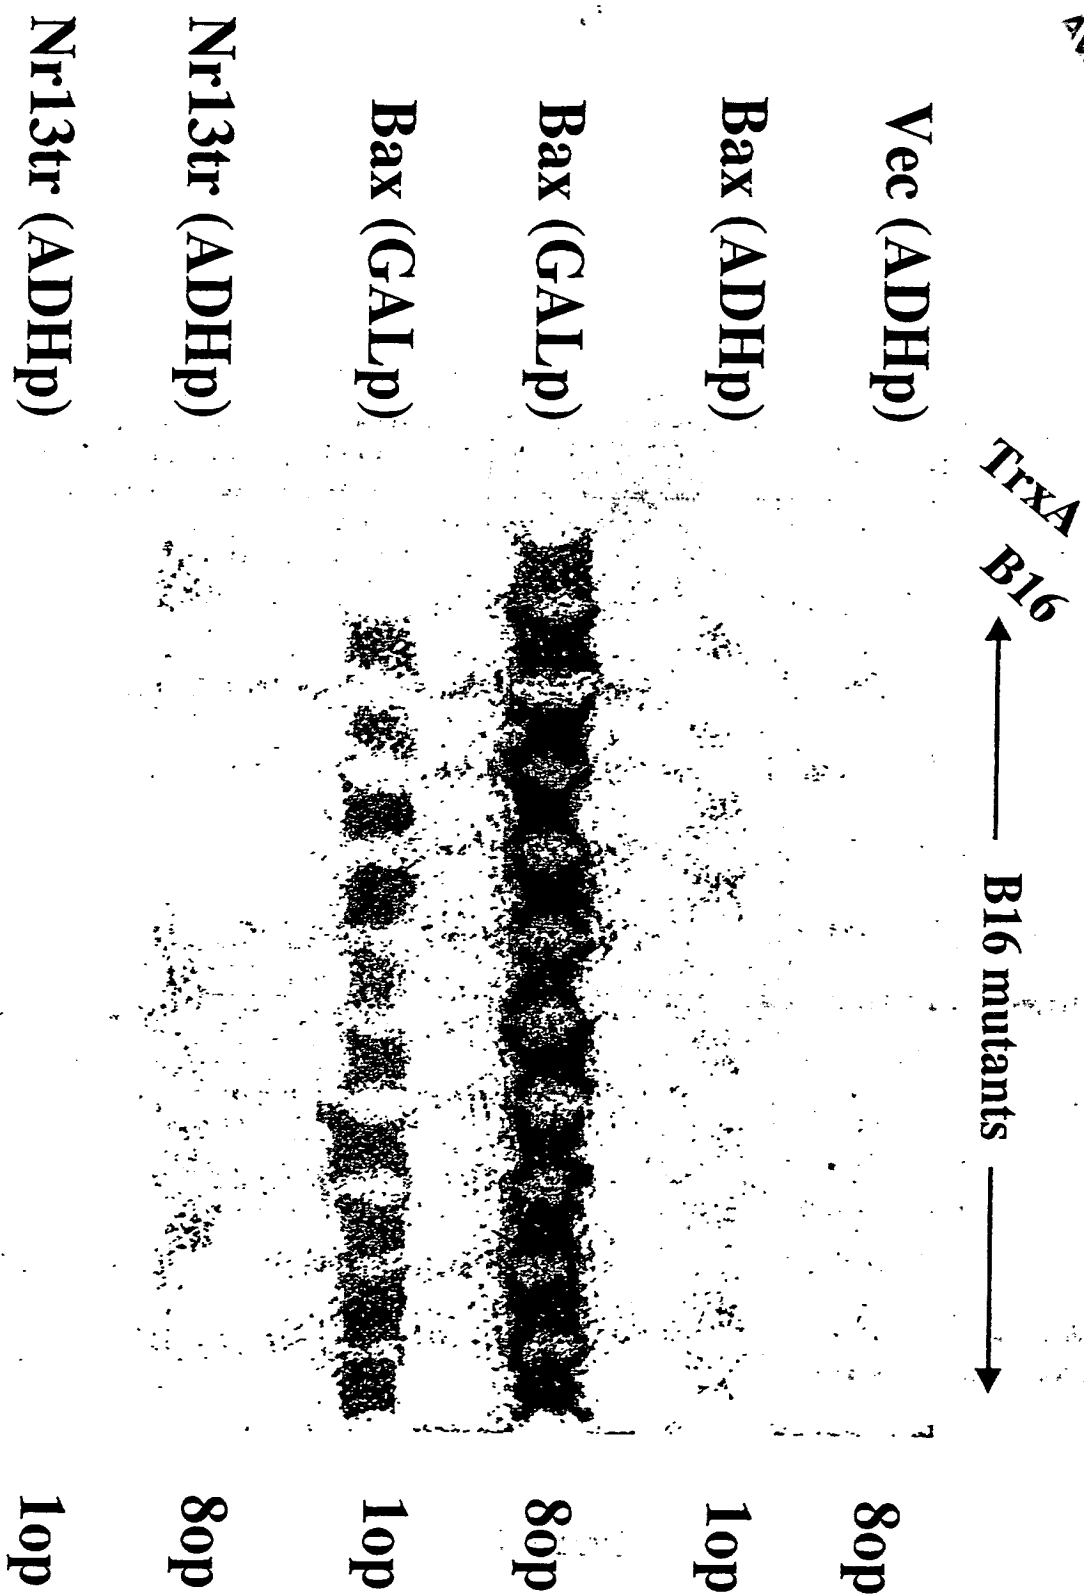 TrxA B16 B16 mutants
Vec (ADHp) 8op
Bax (ADHp) 1op
Bax (GALp) 8op
Bax (GALp) 1op
Nr13tr (ADHp) 8op
Nr13tr (ADHp) 1op